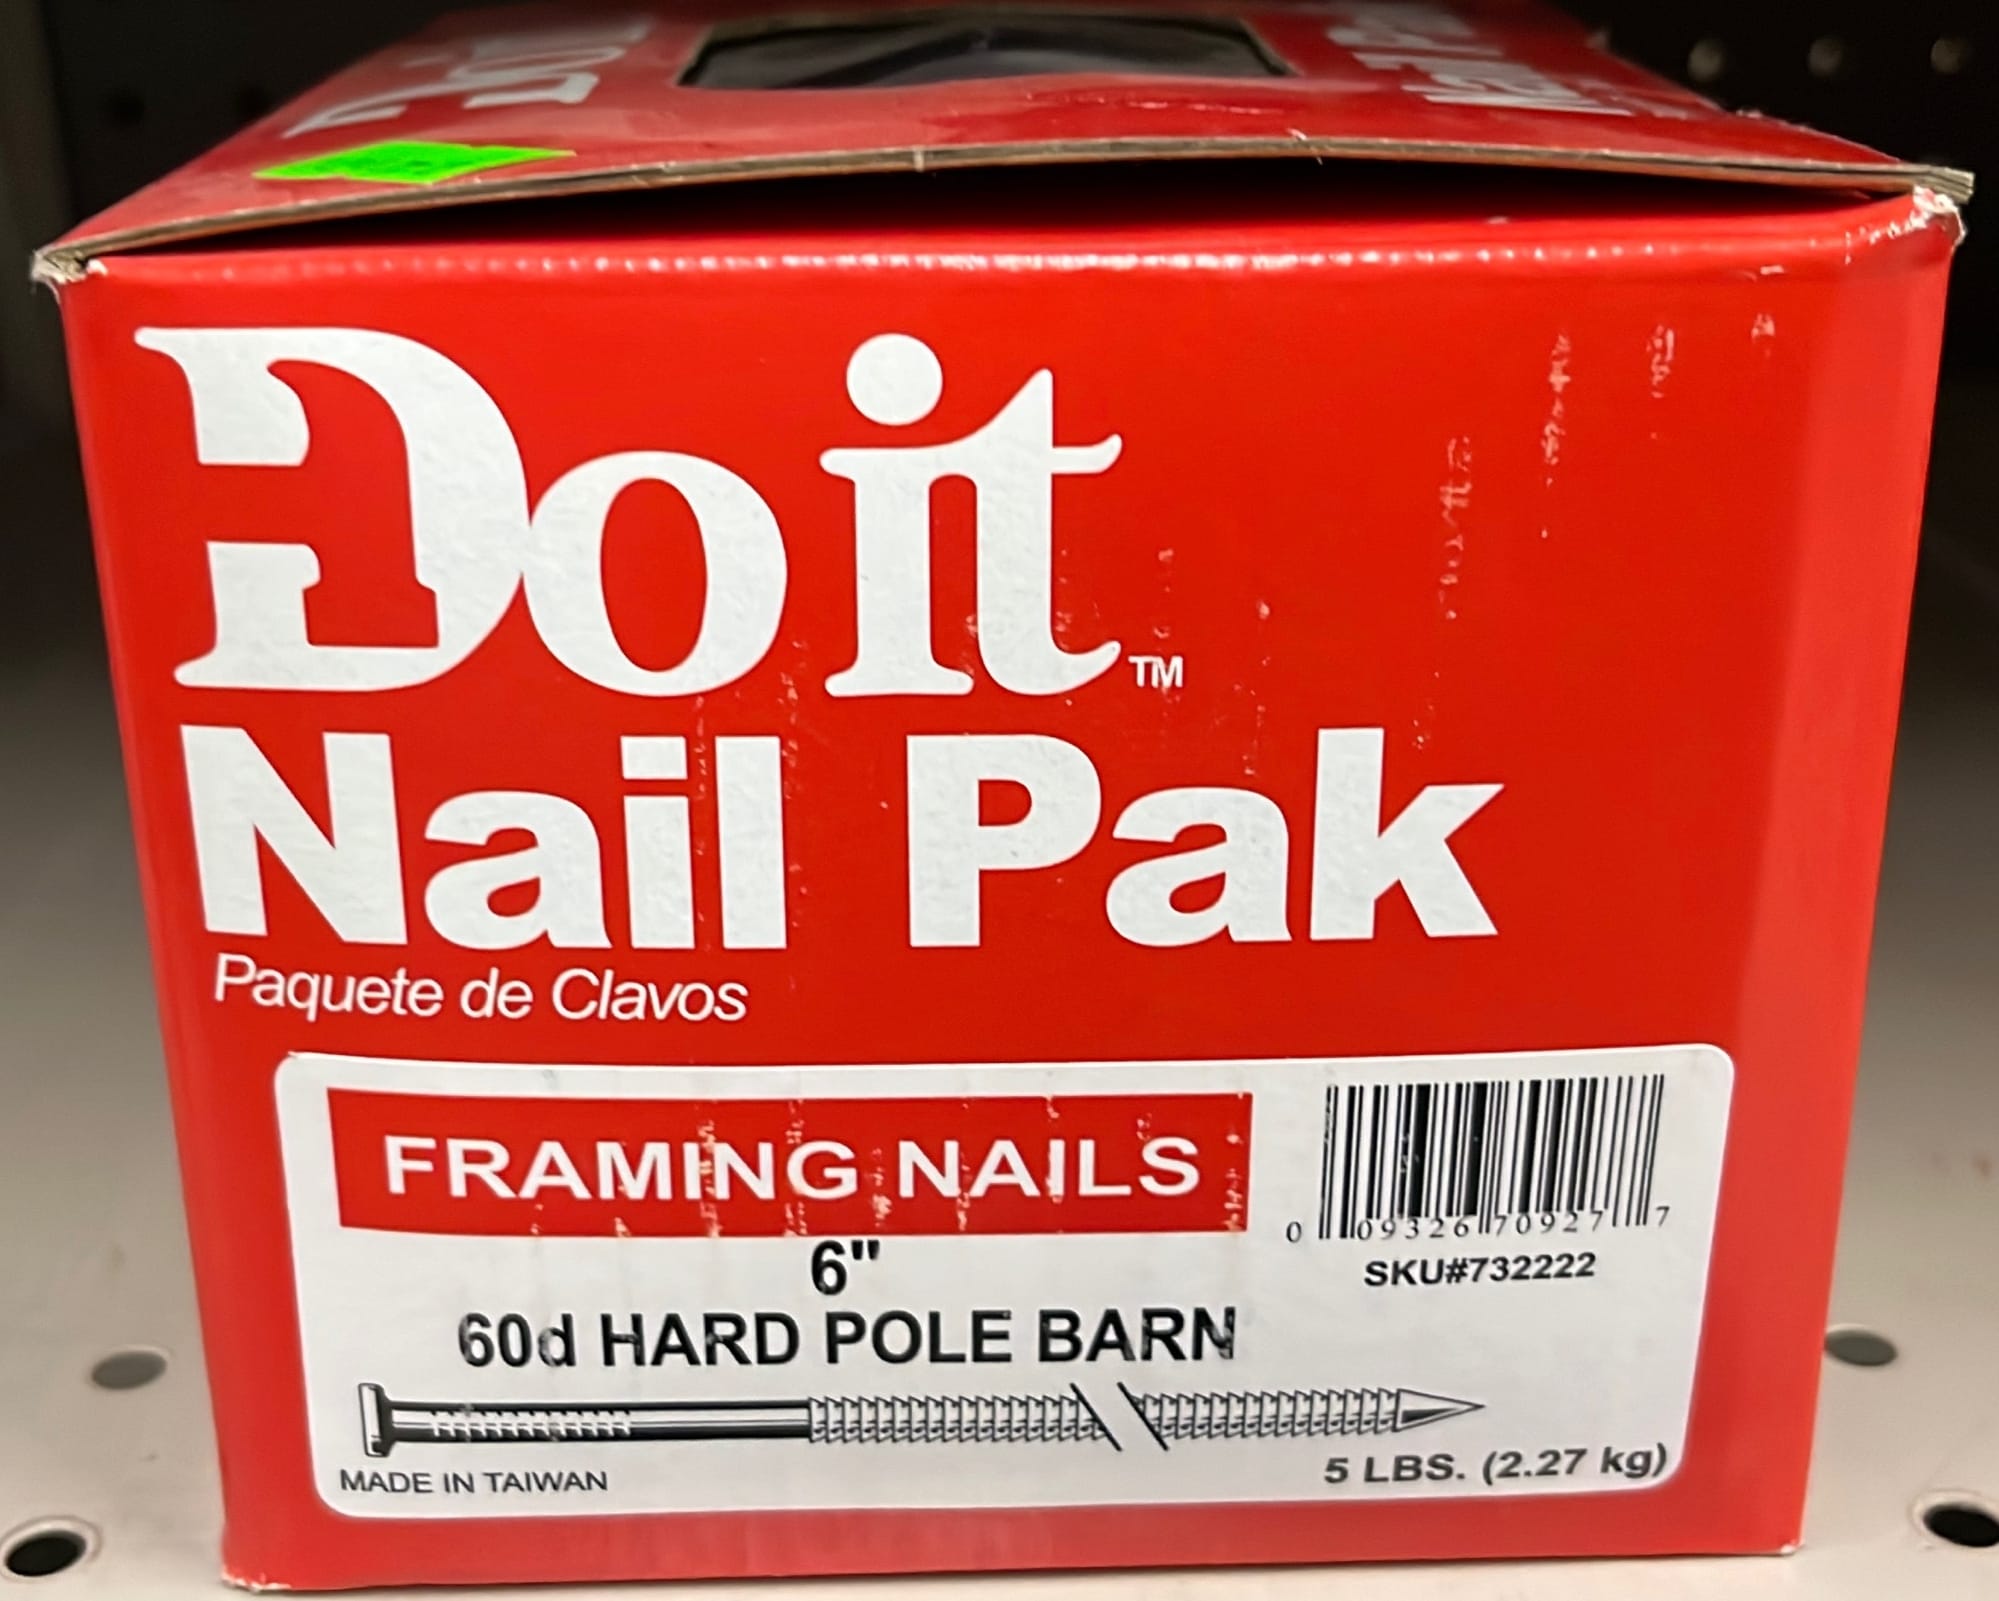 Do it™
Nail Pak
Paquete de Clavos
FRAMING NAILS
6"
60d HARD POLE BARN
0 09326 70927 7
SKU#732222
MADE IN TAIWAN
5 LBS. (2.27 kg)